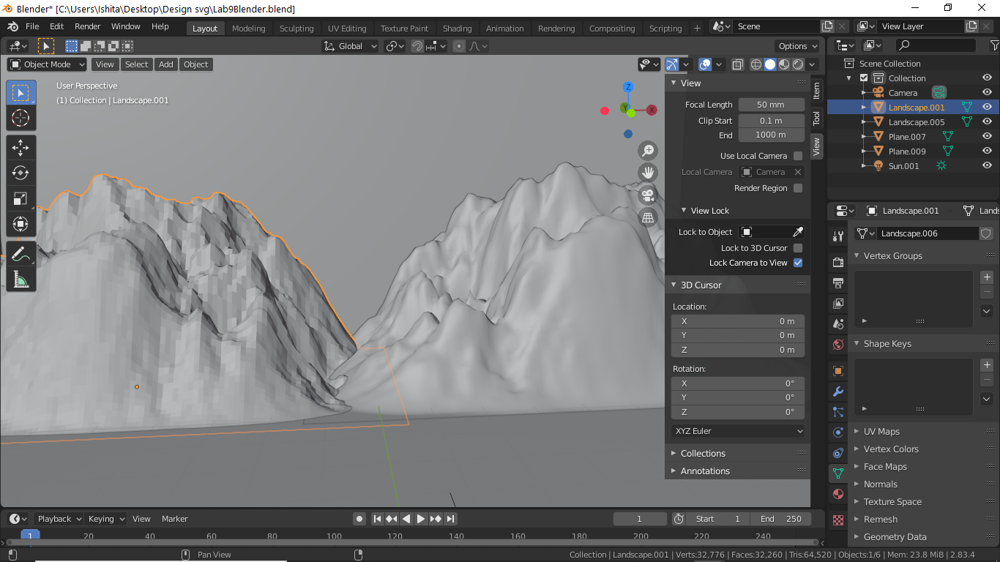 Blender* [C:\Users\Ishita\Desktop\Design svg\Lab9Blender.blend]
File Edit Render Window Help Layout Modeling Sculpting UV Editing Texture Paint Shading Animation Rendering Compositing Scripting + Scene View Layer
Global Options
Object Mode View Select Add Object
User Perspective
(1) Collection | Landscape.001
Z
Y
X
View
Focal Length 50 mm
Clip Start 0.1 m
End 1000 m
Use Local Camera
Local Camera Camera
Render Region
View Lock
Lock to Object
Lock to 3D Cursor
Lock Camera to View
3D Cursor
Location:
X 0 m
Y 0 m
Z 0 m
Rotation:
X 0°
Y 0°
Z 0°
XYZ Euler
Collections
Annotations
Item
Tool
View
Scene Collection
Collection
Camera
Landscape.001
Landscape.005
Plane.007
Plane.009
Sun.001
Landscape.001 Lands
Landscape.006
Vertex Groups
Shape Keys
UV Maps
Vertex Colors
Face Maps
Normals
Texture Space
Remesh
Geometry Data
Playback Keying View Marker 1 Start 1 End 250
1 20 40 60 80 100 120 140 160 180 200 220 240
Pan View Collection | Landscape.001 | Verts:32,776 | Faces:32,260 | Tris:64,520 | Objects:1/6 | Mem: 23.8 MiB | 2.83.4